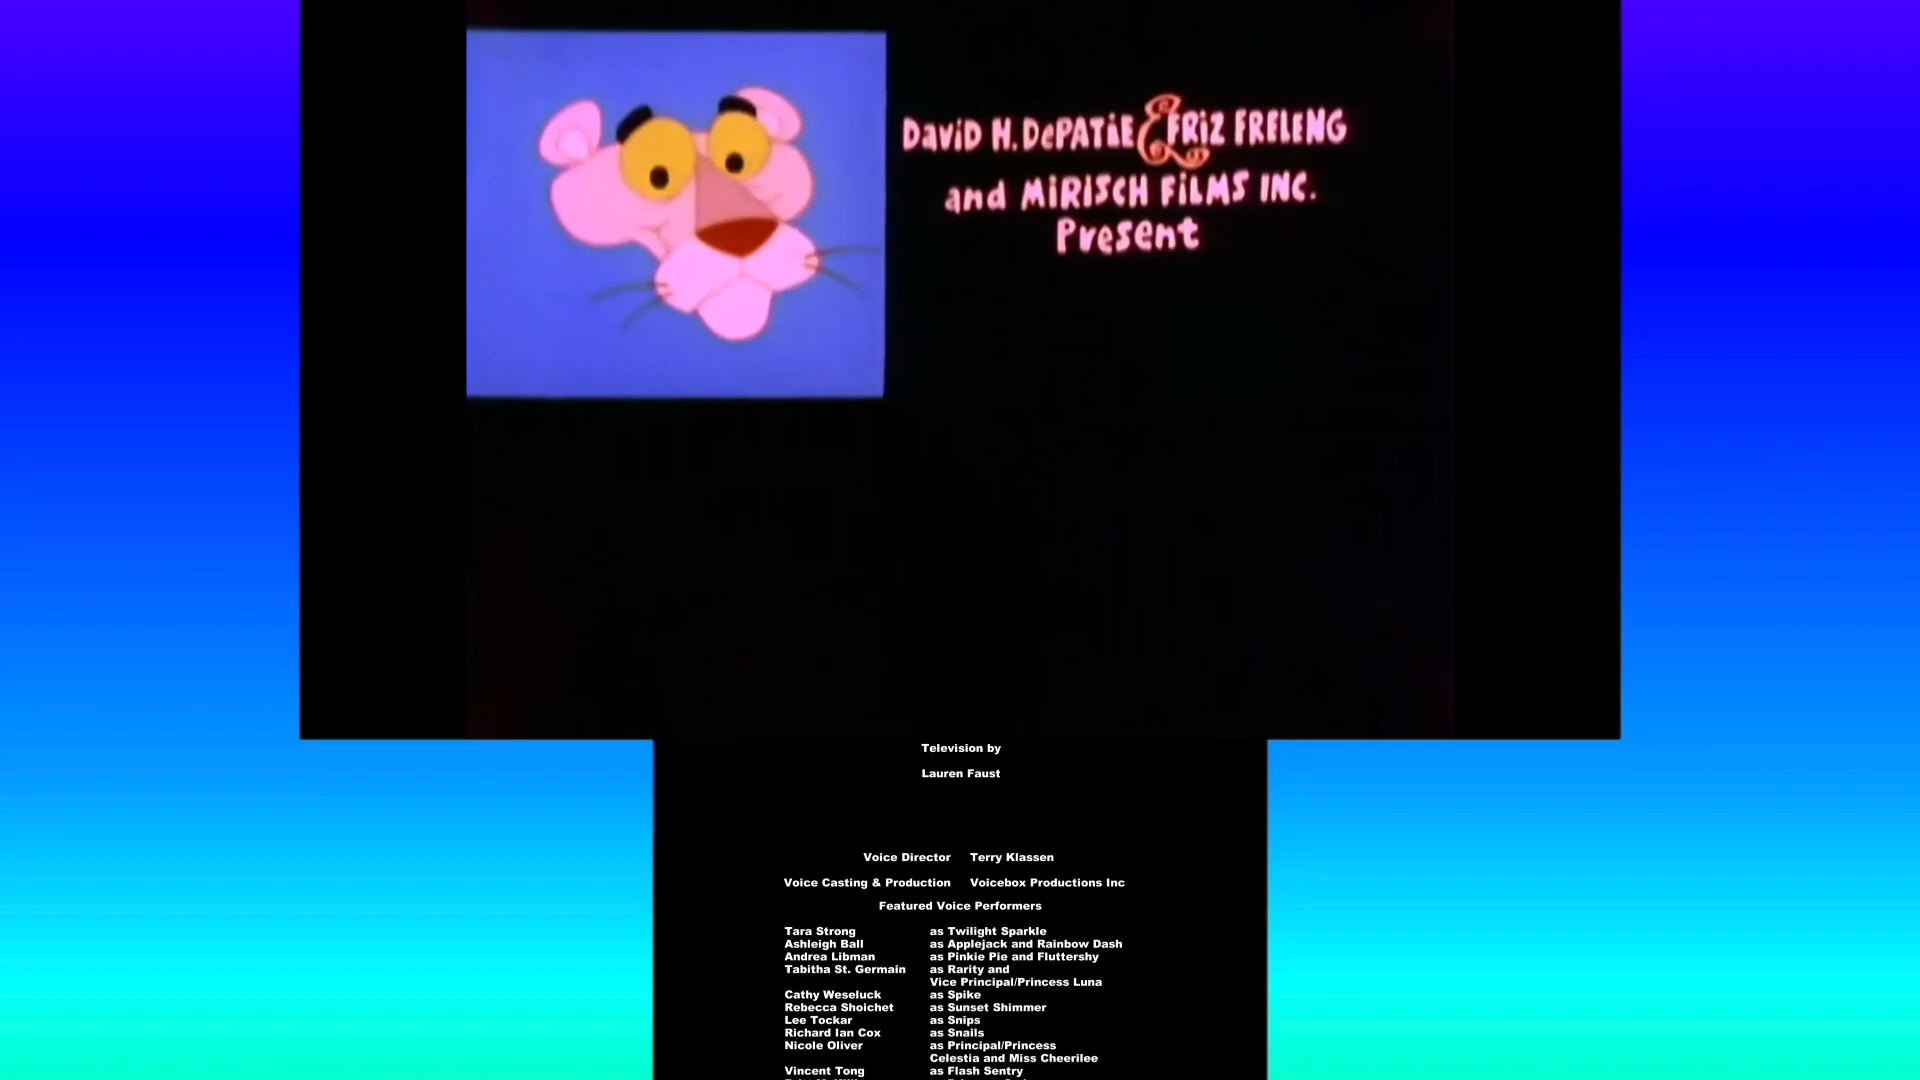 DaviD H. DePATiE & FRiZ FRELENG
and MiRiSCH FiLMS INC.
Present
Television by
Lauren Faust
Voice Director Terry Klassen
Voice Casting & Production Voicebox Productions Inc
Featured Voice Performers
Tara Strong as Twilight Sparkle
Ashleigh Ball as Applejack and Rainbow Dash
Andrea Libman as Pinkie Pie and Fluttershy
Tabitha St. Germain as Rarity and
Vice Principal/Princess Luna
Cathy Weseluck as Spike
Rebecca Shoichet as Sunset Shimmer
Lee Tockar as Snips
Richard Ian Cox as Snails
Nicole Oliver as Principal/Princess
Celestia and Miss Cheerilee
Vincent Tong as Flash Sentry